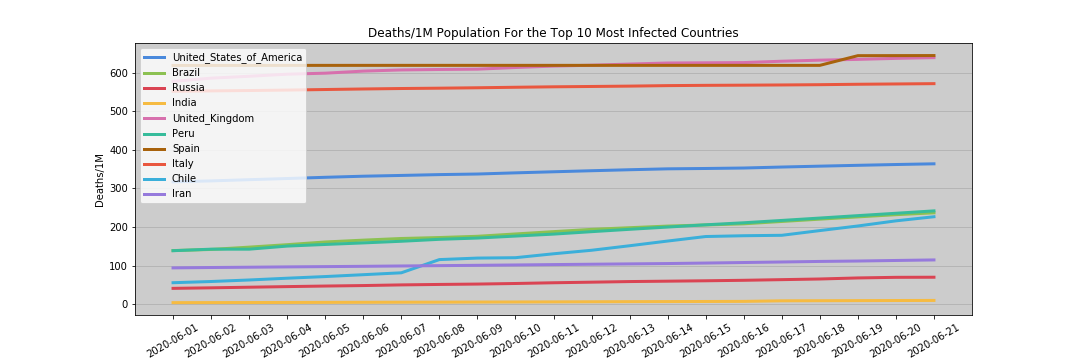 Deaths/1M Population For the Top 10 Most Infected Countries
Deaths/1M
600
500
400
300
200
100
0
United_States_of_America
Brazil
Russia
India
United_Kingdom
Peru
Spain
Italy
Chile
Iran
2020-06-01
2020-06-02
2020-06-03
2020-06-04
2020-06-05
2020-06-06
2020-06-07
2020-06-08
2020-06-09
2020-06-10
2020-06-11
2020-06-12
2020-06-13
2020-06-14
2020-06-15
2020-06-16
2020-06-17
2020-06-18
2020-06-19
2020-06-20
2020-06-21